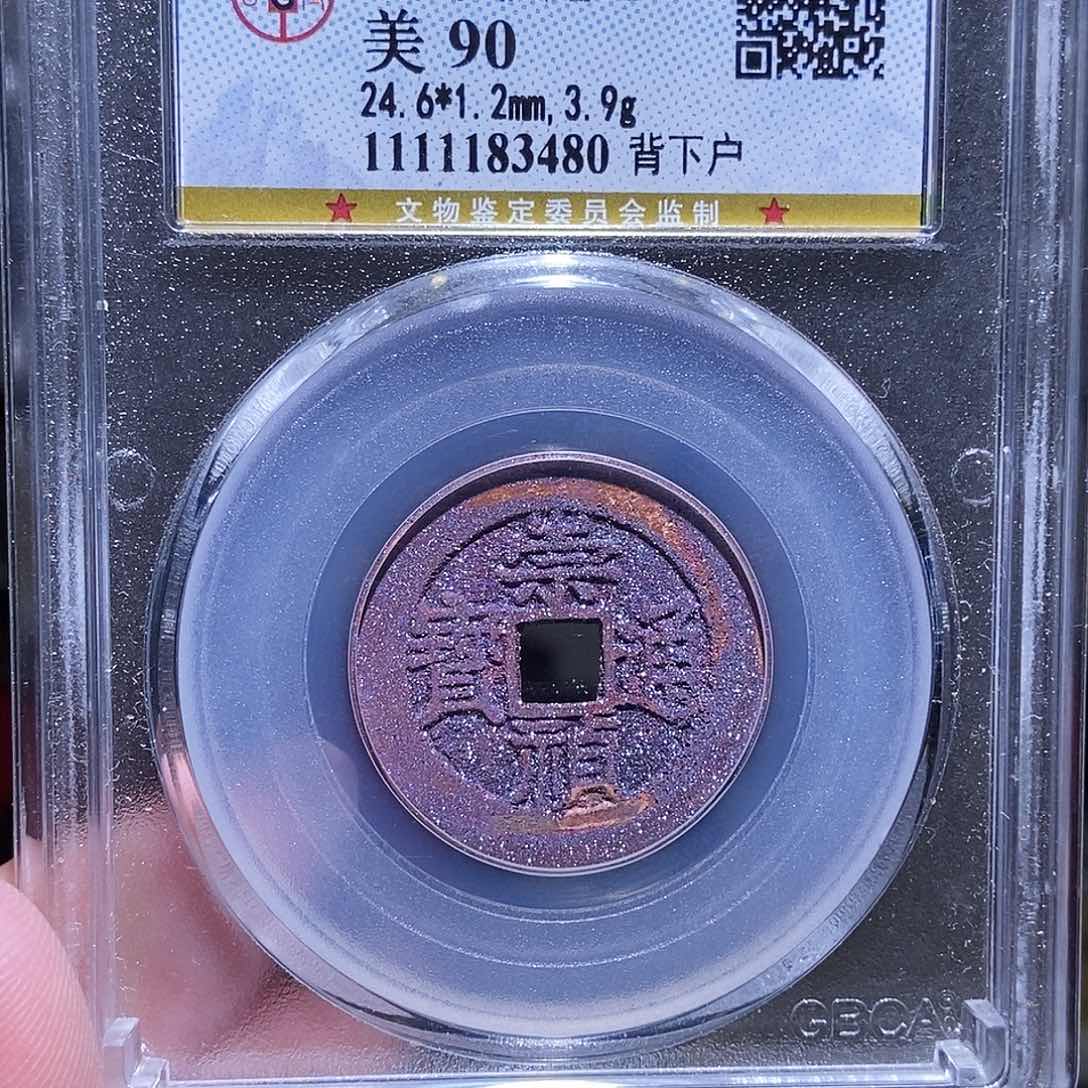 美 90
24.6*1.2mm,3.9g
1111183480 背下户
★ 文物鉴定委员会监制 ★
崇
寶 通
禎
GBCA®